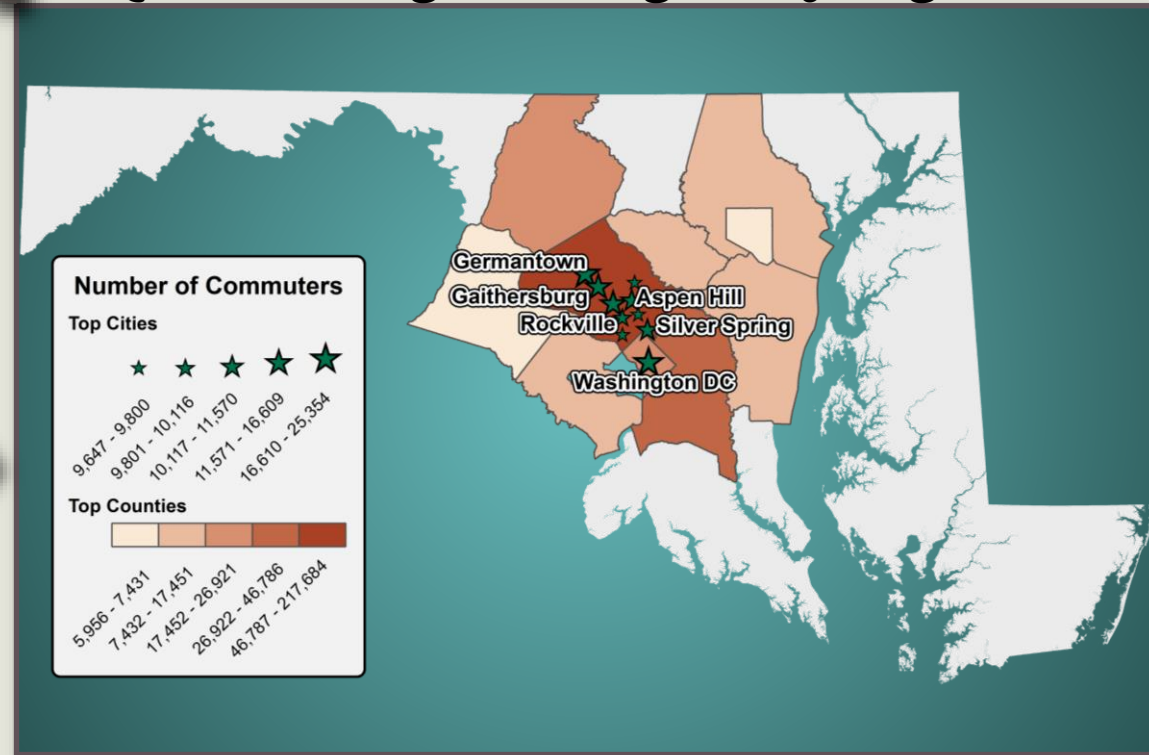 Germantown
Gaithersburg
Aspen Hill
Rockville
Silver Spring
Washington DC
Number of Commuters
Top Cities
9,647 - 9,800
9,801 - 10,116
10,117 - 11,570
11,571 - 16,609
16,610 - 25,354
Top Counties
5,956 - 7,431
7,432 - 17,451
17,452 - 26,921
26,922 - 46,786
46,787 - 217,684